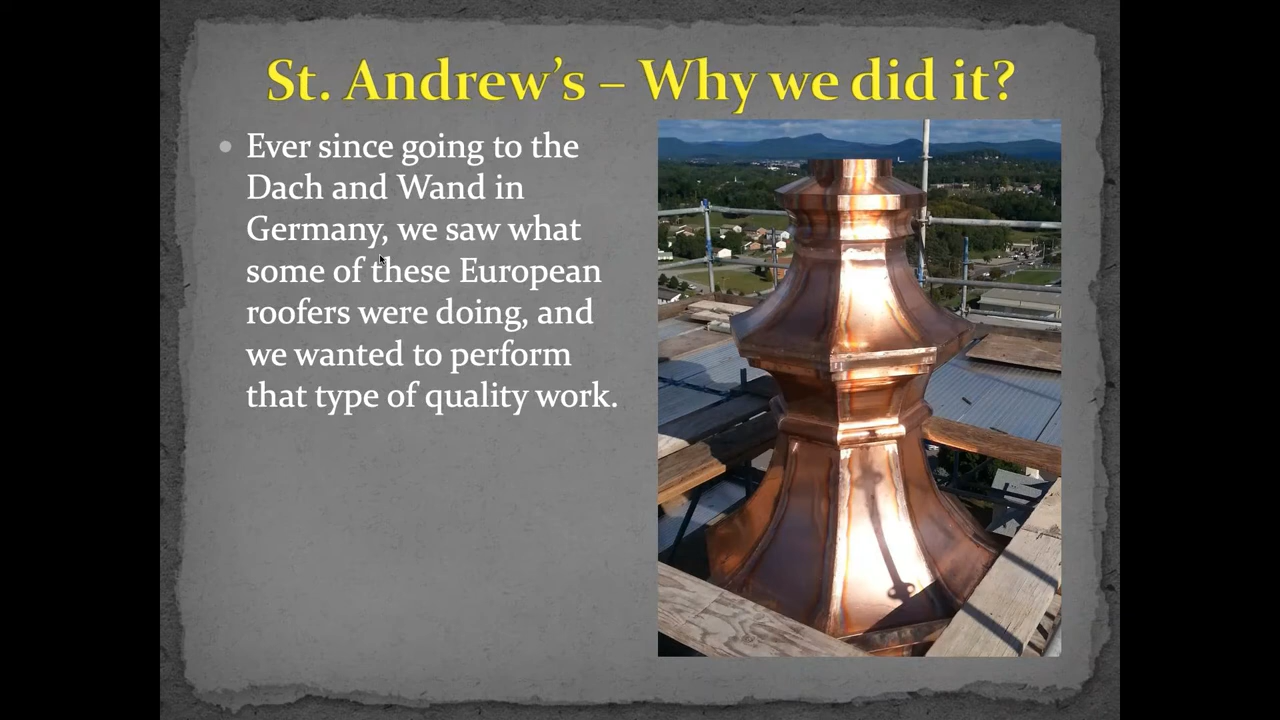 St. Andrew’s – Why we did it?
Ever since going to the
Dach and Wand in
Germany, we saw what
some of these European
roofers were doing, and
we wanted to perform
that type of quality work.